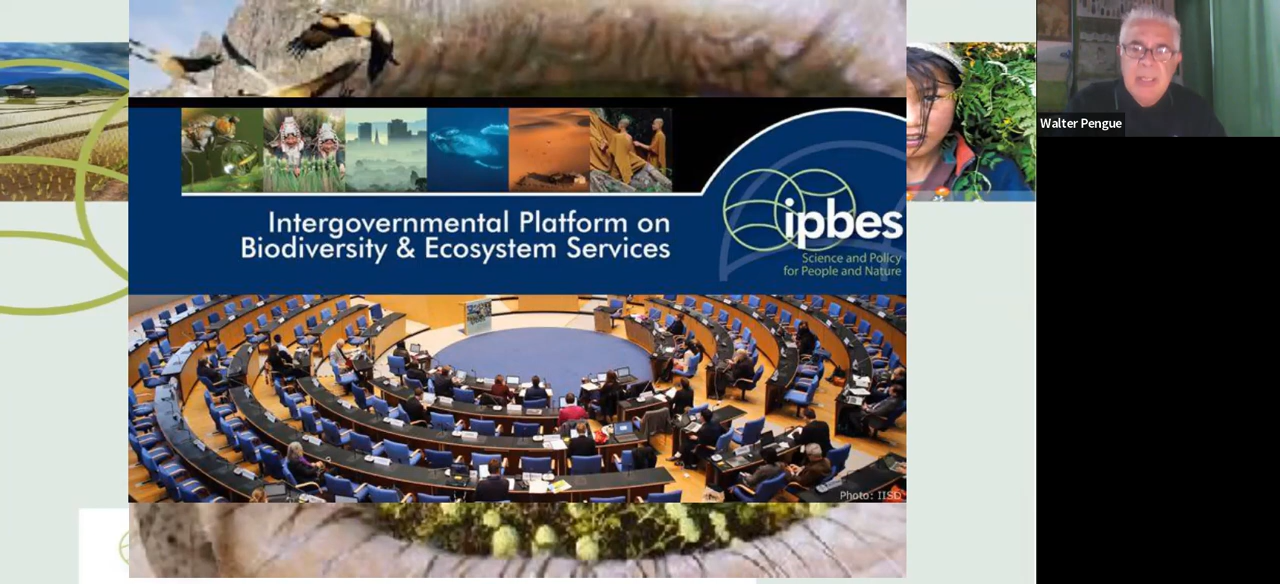 Intergovernmental Platform on
Biodiversity & Ecosystem Services
ipbes
Science and Policy
for People and Nature
Photo: IISD
Walter Pengue